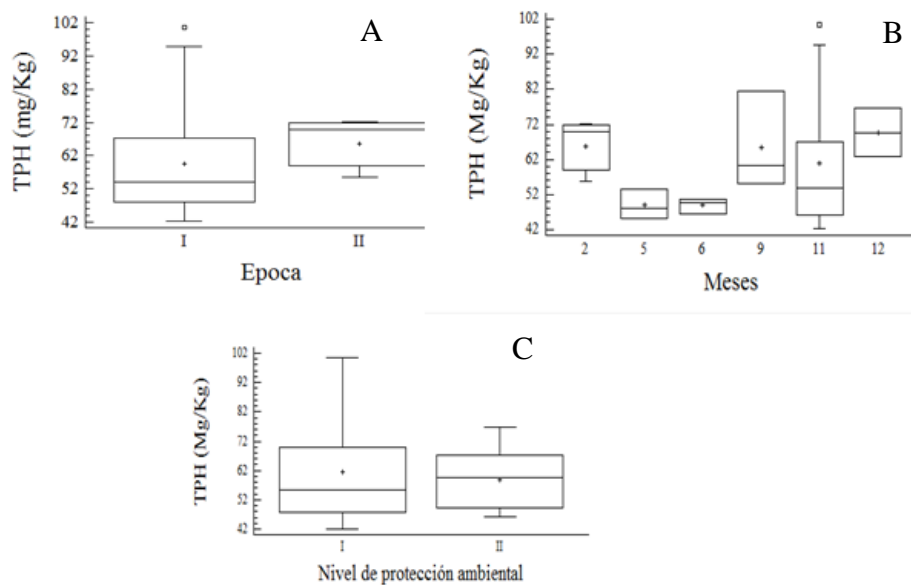 A
TPH (mg/Kg)
102
92
82
72
62
52
42
I II
Epoca
B
TPH (Mg/Kg)
102
92
82
72
62
52
42
2 5 6 9 11 12
Meses
C
TPH (Mg/Kg)
102
92
82
72
62
52
42
I II
Nivel de protección ambiental